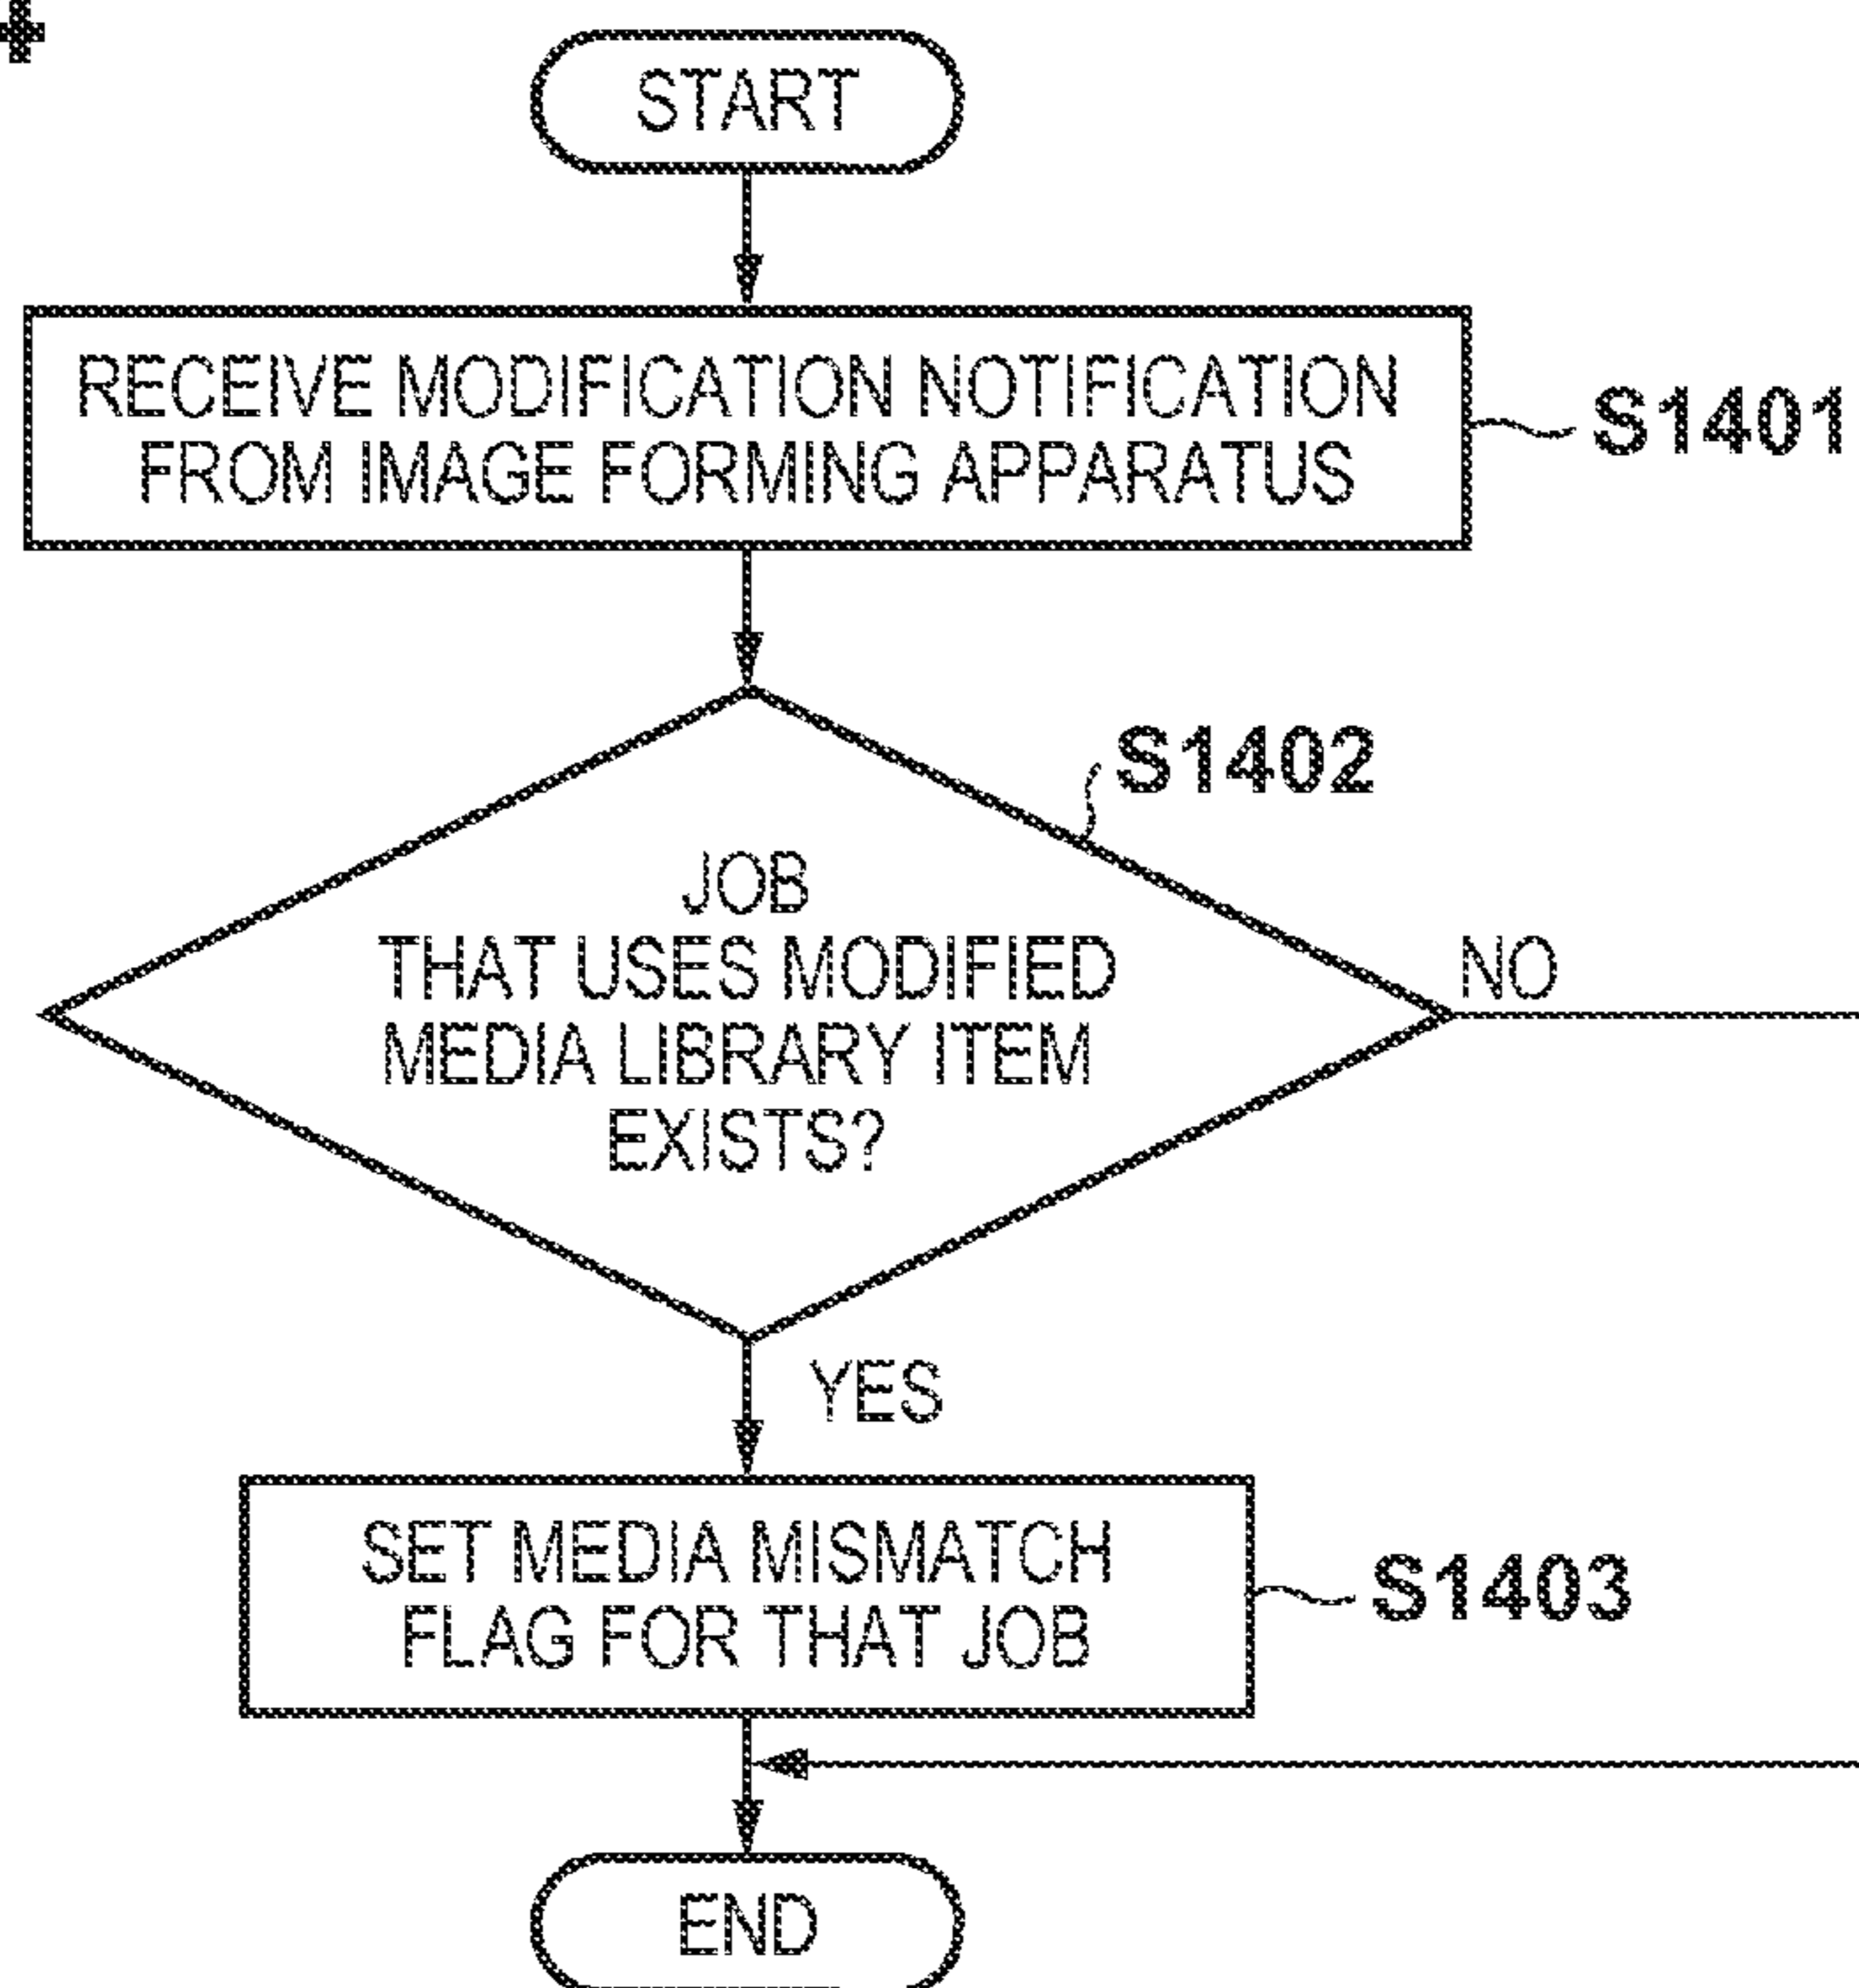 START
RECEIVE MODIFICATION NOTIFICATION
FROM IMAGE FORMING APPARATUS
S1401
S1402
JOB
THAT USES MODIFIED
MEDIA LIBRARY ITEM
EXISTS?
NO
YES
SET MEDIA MISMATCH
FLAG FOR THAT JOB
S1403
END